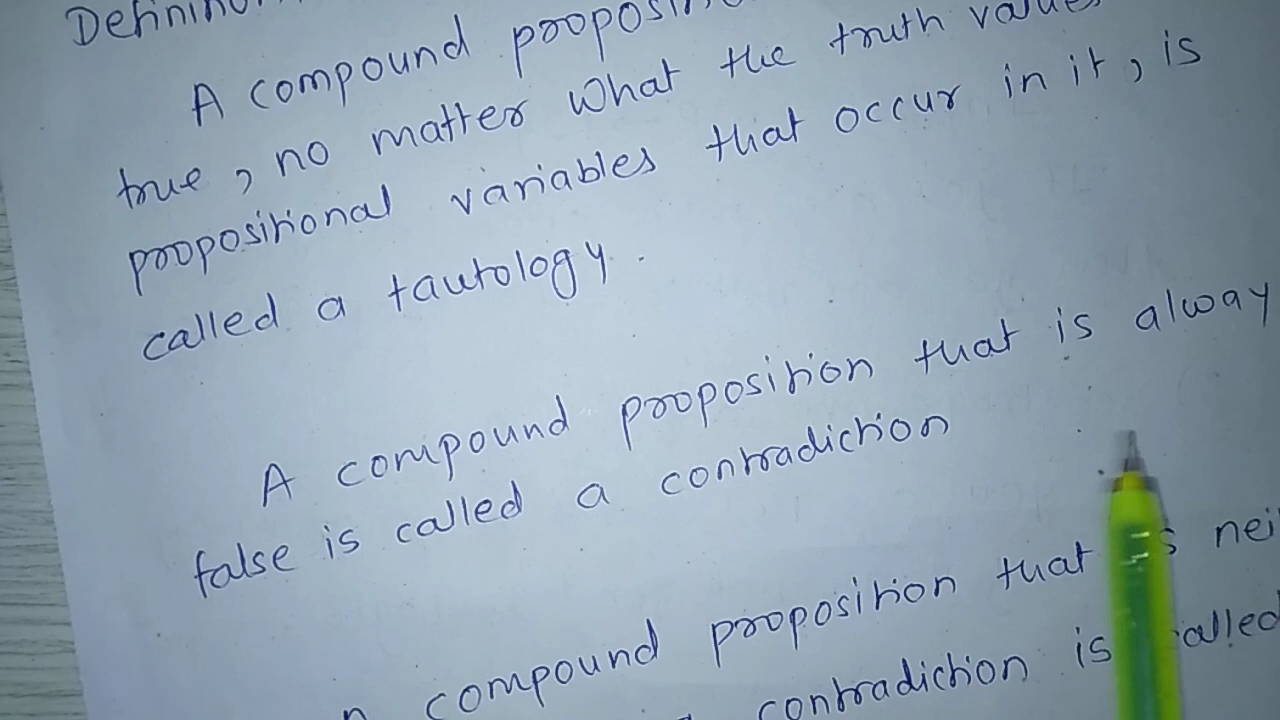 A compound
true, no matter what the truth
propositional variables that occur in it, is
called a tautology.
A compound proposition that is alway
false is called a contradiction
compound proposition that
contradiction is